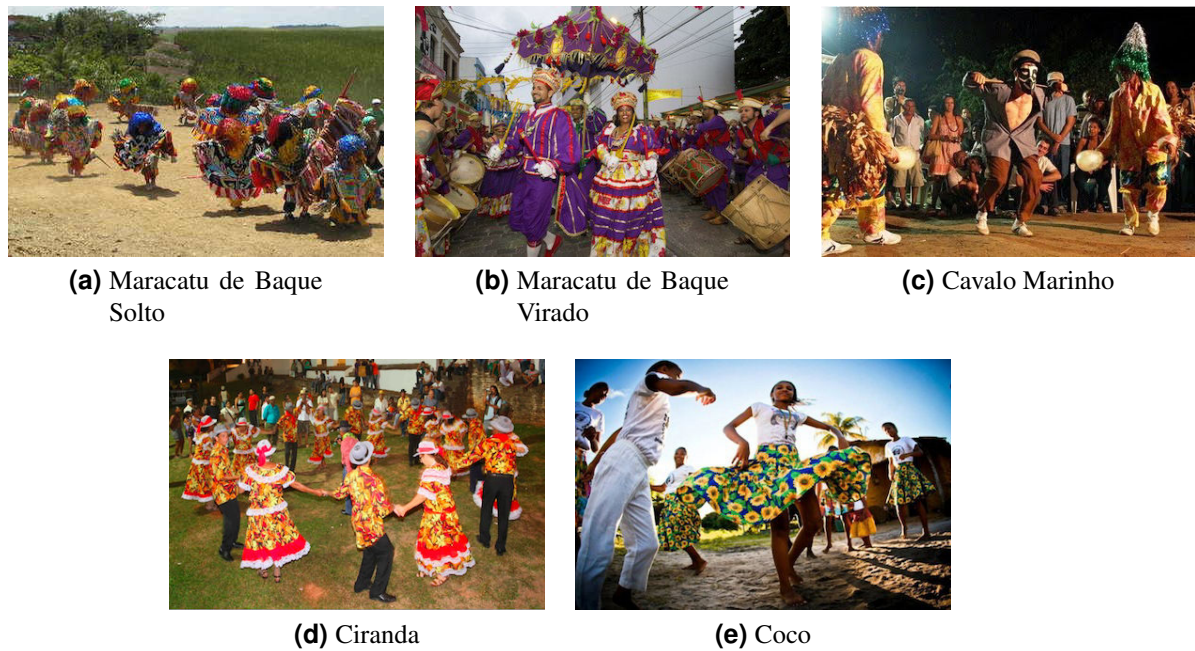 (a) Maracatu de Baque
Solto
(b) Maracatu de Baque
Virado
(c) Cavalo Marinho
(d) Ciranda
(e) Coco